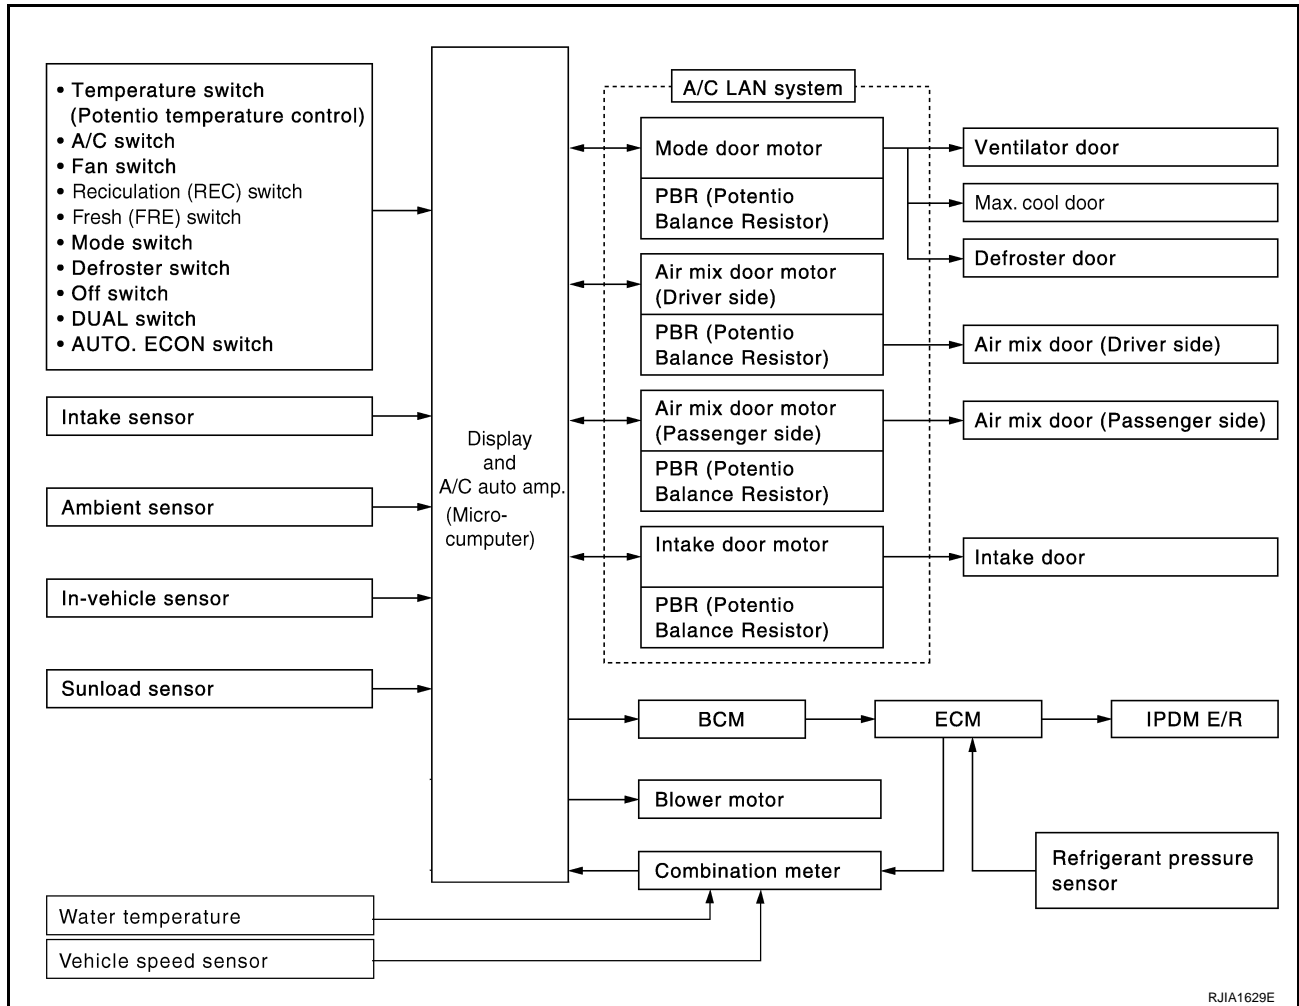 • Temperature switch
(Potentio temperature control)
• A/C switch
• Fan switch
• Reciculation (REC) switch
• Fresh (FRE) switch
• Mode switch
• Defroster switch
• Off switch
• DUAL switch
• AUTO. ECON switch
Intake sensor
Ambient sensor
In-vehicle sensor
Sunload sensor
Water temperature
Vehicle speed sensor
Display
and
A/C auto amp.
(Micro-
cumputer)
A/C LAN system
Mode door motor
PBR (Potentio
Balance Resistor)
Air mix door motor
(Driver side)
PBR (Potentio
Balance Resistor)
Air mix door motor
(Passenger side)
PBR (Potentio
Balance Resistor)
Intake door motor
PBR (Potentio
Balance Resistor)
Ventilator door
Max. cool door
Defroster door
Air mix door (Driver side)
Air mix door (Passenger side)
Intake door
BCM
ECM
IPDM E/R
Blower motor
Combination meter
Refrigerant pressure
sensor
RJIA1629E